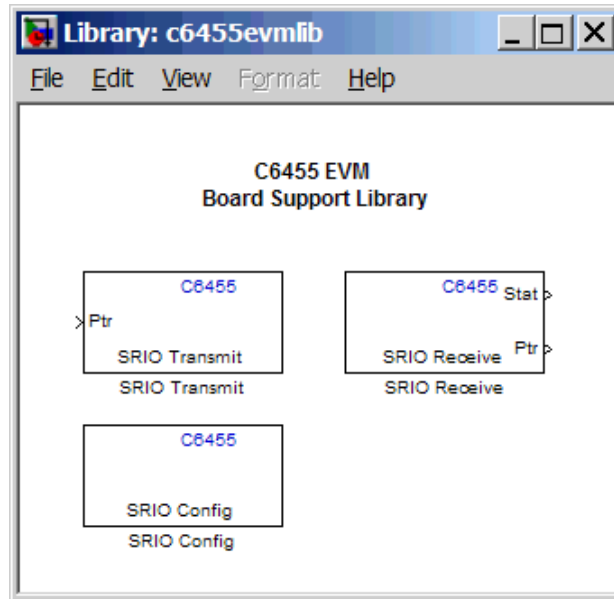 Library: c6455evmlib
File Edit View Format Help
C6455 EVM
Board Support Library
C6455
Ptr
SRIO Transmit
SRIO Transmit
C6455
Stat
Ptr
SRIO Receive
SRIO Receive
C6455
SRIO Config
SRIO Config